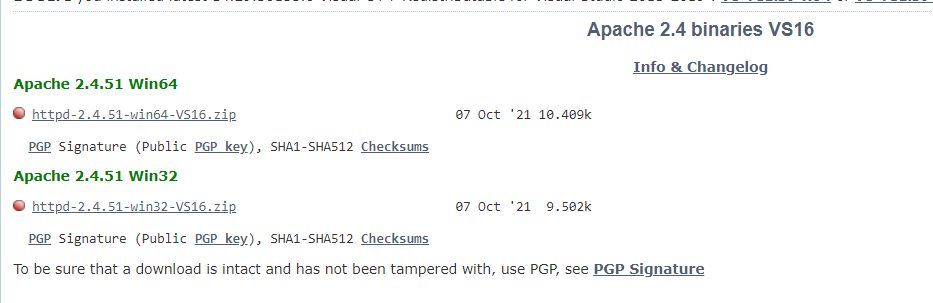 Apache 2.4 binaries VS16
Info & Changelog
Apache 2.4.51 Win64
httpd-2.4.51-win64-VS16.zip 07 Oct '21 10.409k
PGP Signature (Public PGP key), SHA1-SHA512 Checksums
Apache 2.4.51 Win32
httpd-2.4.51-win32-VS16.zip 07 Oct '21 9.502k
PGP Signature (Public PGP key), SHA1-SHA512 Checksums
To be sure that a download is intact and has not been tampered with, use PGP, see PGP Signature